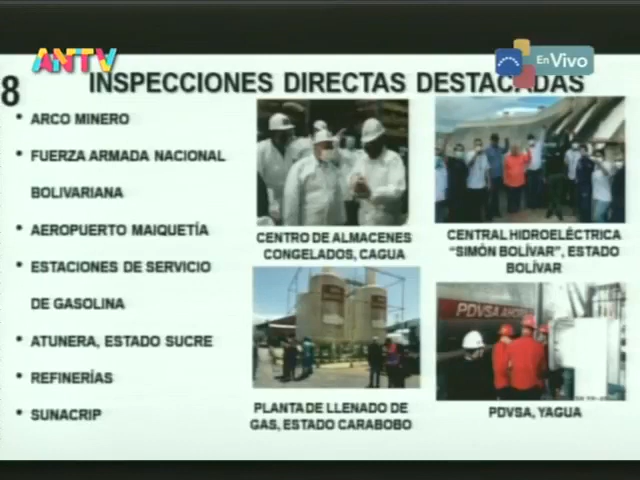 ANTV
En Vivo
8
INSPECCIONES DIRECTAS DESTACADAS
• ARCO MINERO
• FUERZA ARMADA NACIONAL
BOLIVARIANA
• AEROPUERTO MAIQUETÍA
• ESTACIONES DE SERVICIO
DE GASOLINA
• ATUNERA, ESTADO SUCRE
• REFINERÍAS
• SUNACRIP
CENTRO DE ALMACENES
CONGELADOS, CAGUA
CENTRAL HIDROELÉCTRICA
“SIMÓN BOLÍVAR”, ESTADO
BOLÍVAR
PLANTA DE LLENADO DE
GAS, ESTADO CARABOBO
PDVSA
PDVSA, YAGUA